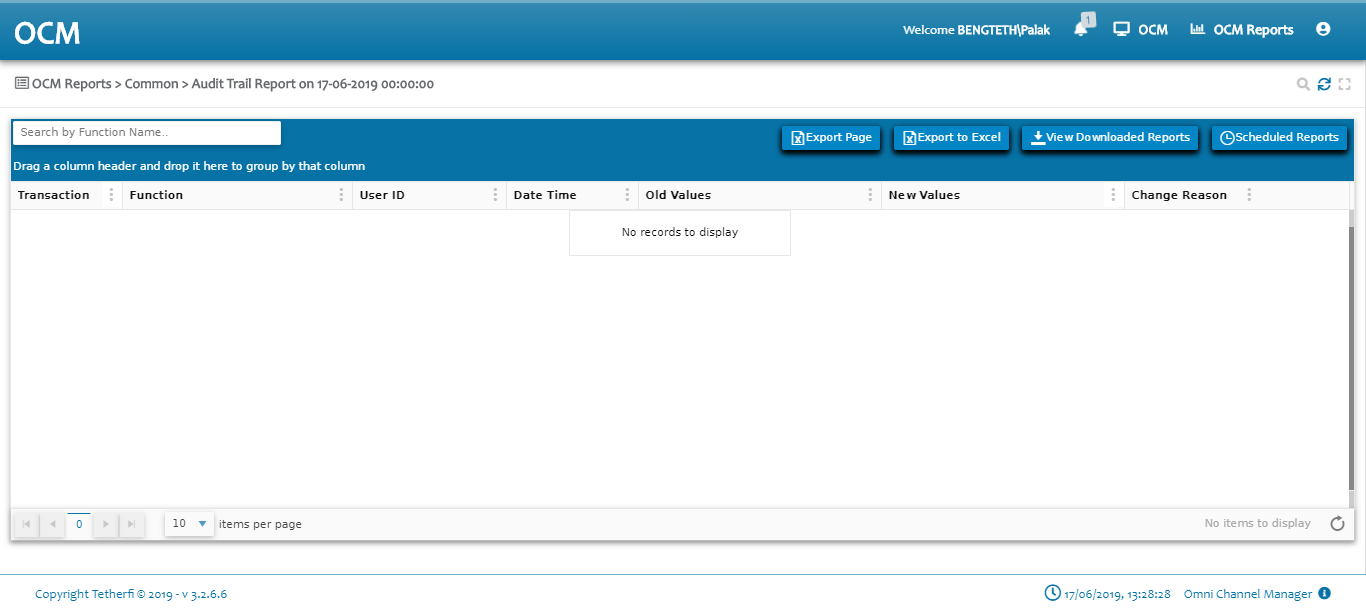 OCM
Welcome BENGTETH\Palak
1
OCM
OCM Reports
OCM Reports > Common > Audit Trail Report on 17-06-2019 00:00:00
Search by Function Name..
Export Page
Export to Excel
View Downloaded Reports
Scheduled Reports
Drag a column header and drop it here to group by that column
Transaction
Function
User ID
Date Time
Old Values
New Values
Change Reason
No records to display
0
10
items per page
No items to display
Copyright Tetherfi © 2019 - v 3.2.6.6
17/06/2019, 13:28:28
Omni Channel Manager